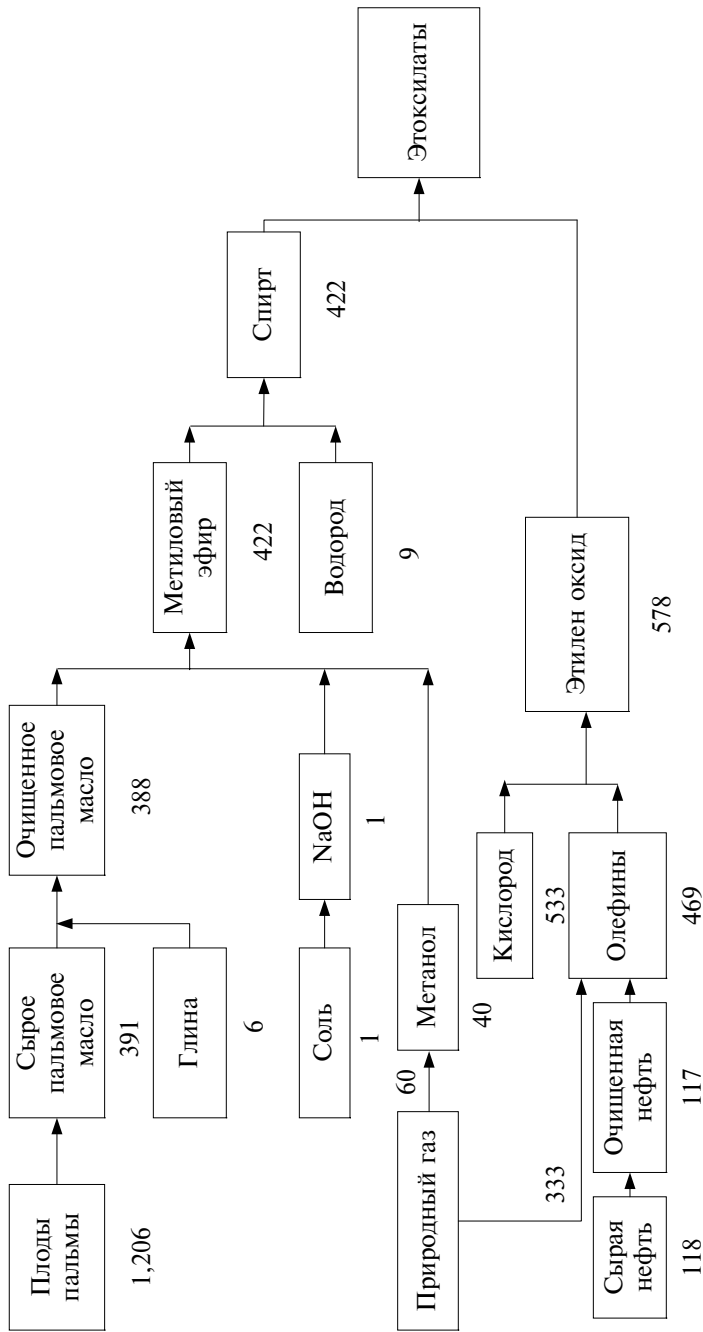 Плоды
пальмы
1,206
Сырое
пальмовое
масло
391
Глина
6
Очищенное
пальмовое
масло
388
Соль
1
NaOH
1
Природный газ
60
333
Метанол
40
Метиловый
эфир
422
Водород
9
Спирт
422
Сырая
нефть
118
Очищенная
нефть
117
Кислород
533
Олефины
469
Этилен оксид
578
Этоксилаты